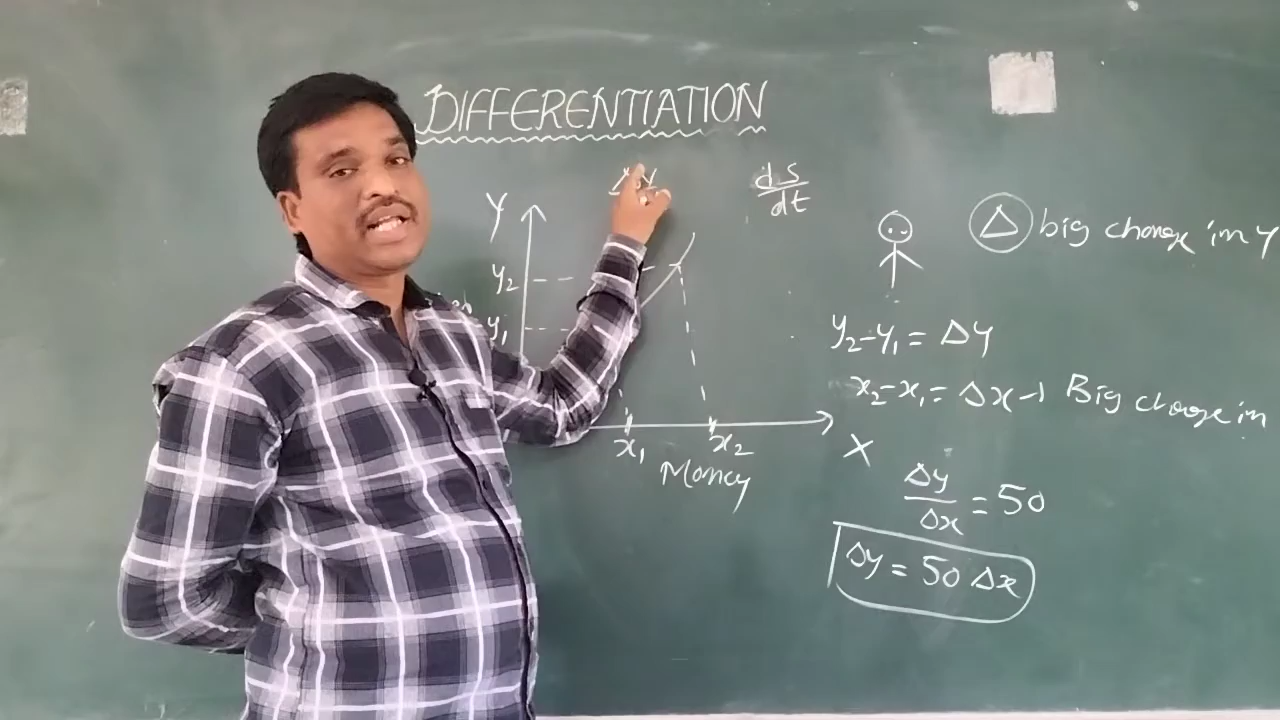 DIFFERENTIATION
Δy
ds
dt
Y
Δ big change in Y
y₂
y₁
y₂-y₁ = Δy
x₂-x₁ = Δx → Big change in
X
x₁
x₂
Money
Δy
Δx
= 50
Δy = 50 Δx